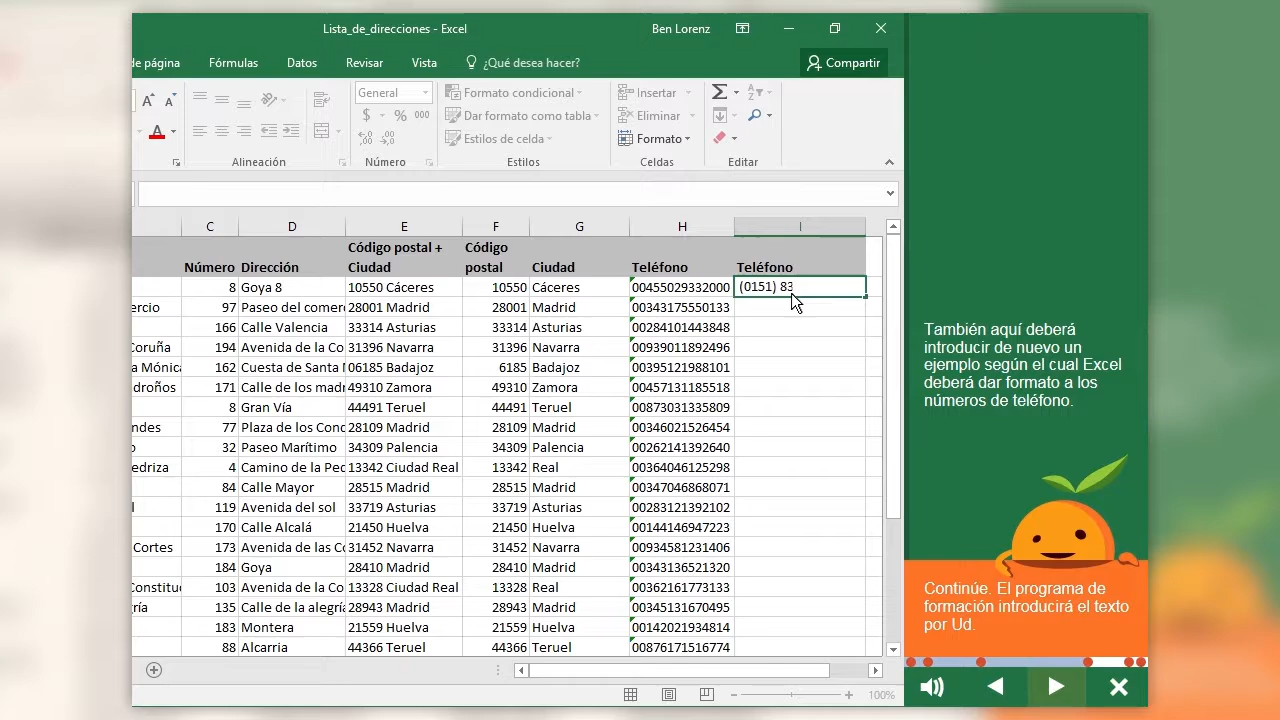 Lista_de_direcciones - Excel
Ben Lorenz
de página Fórmulas Datos Revisar Vista ¿Qué desea hacer? Compartir
General
Formato condicional
Insertar
$ % 000
Dar formato como tabla
Eliminar
Estilos de celda
Formato
Alineación Número Estilos Celdas Editar
C D E F G H I
Código postal + Código
Número Dirección Ciudad postal Ciudad Teléfono Teléfono
8 Goya 8 10550 Cáceres 10550 Cáceres 00455029332000 (0151) 83
ercio 97 Paseo del comer 28001 Madrid 28001 Madrid 00343175550133
166 Calle Valencia 33314 Asturias 33314 Asturias 00284101443848
Coruña 194 Avenida de la Co 31396 Navarra 31396 Navarra 00939011892496
a Mónica 162 Cuesta de Santa M 06185 Badajoz 6185 Badajoz 00395121988101
droños 171 Calle de los madr 49310 Zamora 49310 Zamora 00457131185518
8 Gran Vía 44491 Teruel 44491 Teruel 00873031335809
ndes 77 Plaza de los Cond 28109 Madrid 28109 Madrid 00346021526454
32 Paseo Marítimo 34309 Palencia 34309 Palencia 00262141392640
edriza 4 Camino de la Ped 13342 Ciudad Real 13342 Real 00364046125298
84 Calle Mayor 28515 Madrid 28515 Madrid 00347046868071
119 Avenida del sol 33719 Asturias 33719 Asturias 00283121392102
170 Calle Alcalá 21450 Huelva 21450 Huelva 00144146947223
Cortes 173 Avenida de las Co 31452 Navarra 31452 Navarra 00934581231406
184 Goya 28410 Madrid 28410 Madrid 00343136521320
Constitu 103 Avenida de la Co 13328 Ciudad Real 13328 Real 00362161773133
ría 135 Calle de la alegría 28943 Madrid 28943 Madrid 00345131670495
183 Montera 21559 Huelva 21559 Huelva 00142021934814
88 Alcarria 44366 Teruel 44366 Teruel 00876171516774
100%
También aquí deberá
introducir de nuevo un
ejemplo según el cual Excel
deberá dar formato a los
números de teléfono.
Continúe. El programa de
formación introducirá el texto
por Ud.